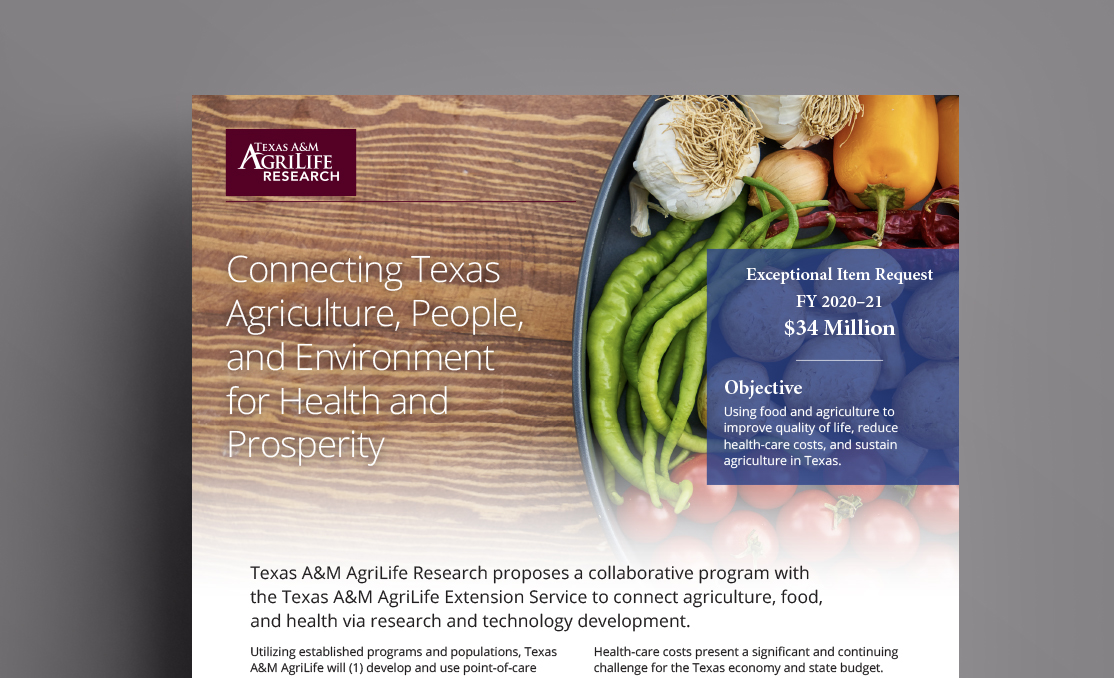 TEXAS A&M
AGRILIFE
RESEARCH
Connecting Texas
Agriculture, People,
and Environment
for Health and
Prosperity
Exceptional Item Request
FY 2020–21
$34 Million
Objective
Using food and agriculture to
improve quality of life, reduce
health-care costs, and sustain
agriculture in Texas.
Texas A&M AgriLife Research proposes a collaborative program with
the Texas A&M AgriLife Extension Service to connect agriculture, food,
and health via research and technology development.
Utilizing established programs and populations, Texas
A&M AgriLife will (1) develop and use point-of-care
Health-care costs present a significant and continuing
challenge for the Texas economy and state budget.